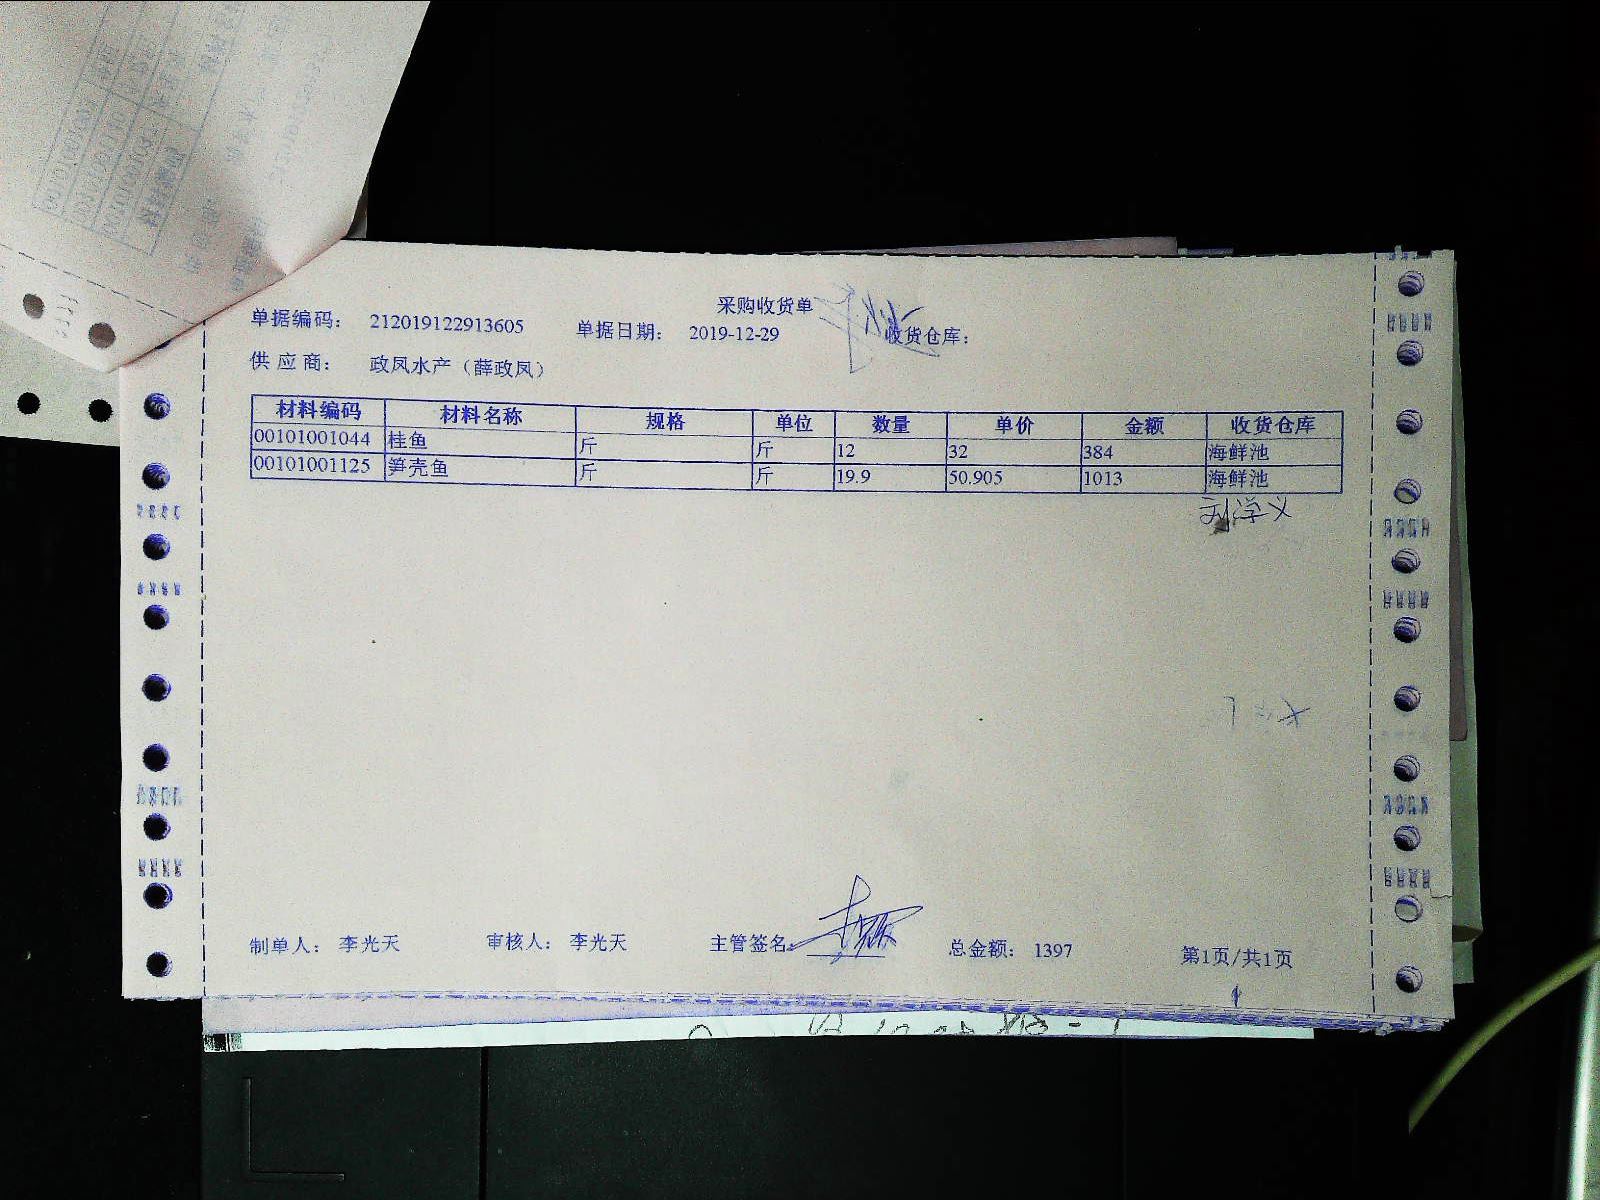 采购收货单
单据编码： 212019122913605 单据日期： 2019-12-29 收货仓库：
供 应 商： 政凤水产（薛政凤）
材料编码 材料名称 规格 单位 数量 单价 金额 收货仓库
00101001044 桂鱼 斤 斤 12 32 384 海鲜池
00101001125 笋壳鱼 斤 斤 19.9 50.905 1013 海鲜池
制单人： 李光天 审核人： 李光天 主管签名： 总金额： 1397 第1页/共1页